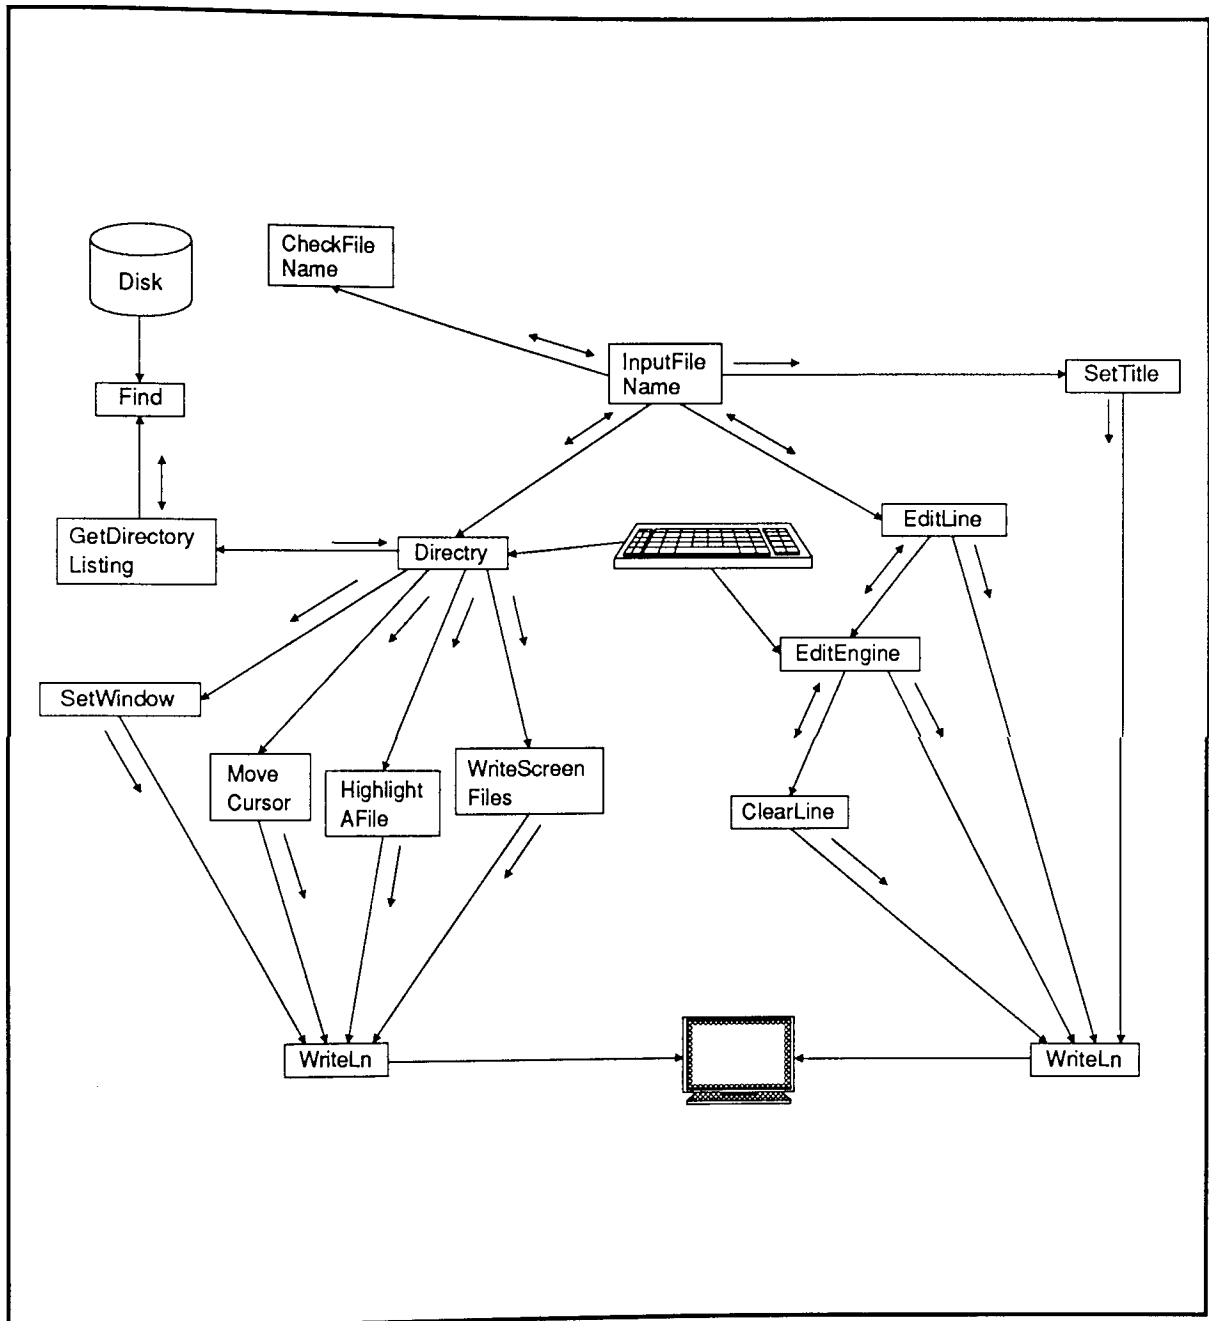 CheckFile
Name
Disk
InputFile
Name
SetTitle
Find
GetDirectory
Listing
Directry
EditLine
EditEngine
SetWindow
Move
Cursor
Highlight
AFile
WriteScreen
Files
ClearLine
WriteLn
WriteLn